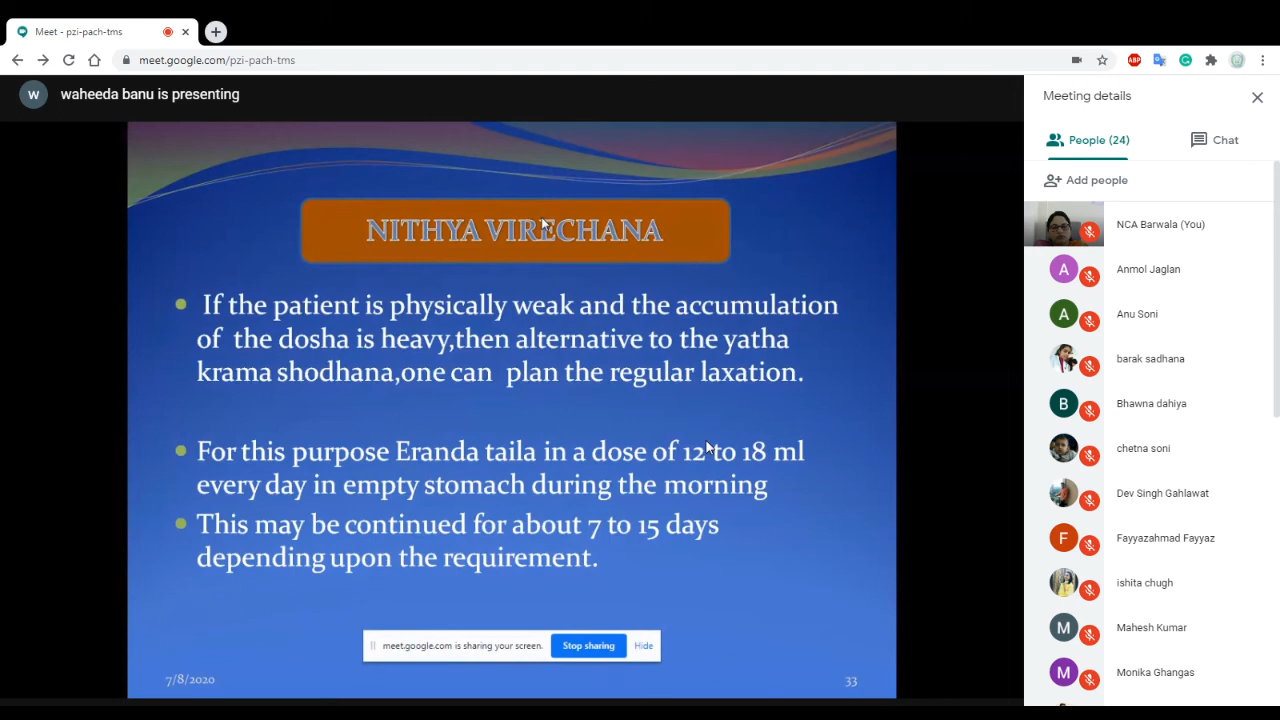 Meet - pzi-pach-tms
meet.google.com/pzi-pach-tms
ABP
W
waheeda banu is presenting
Meeting details
People (24)
Chat
Add people
NITHYA VIRECHANA
If the patient is physically weak and the accumulation
of the dosha is heavy,then alternative to the yatha
krama shodhana,one can plan the regular laxation.
For this purpose Eranda taila in a dose of 12 to 18 ml
every day in empty stomach during the morning
This may be continued for about 7 to 15 days
depending upon the requirement.
meet.google.com is sharing your screen.
Stop sharing
Hide
7/8/2020
33
NCA Barwala (You)
A
Anmol Jaglan
A
Anu Soni
barak sadhana
B
Bhawna dahiya
chetna soni
Dev Singh Gahlawat
F
Fayyazahmad Fayyaz
ishita chugh
M
Mahesh Kumar
M
Monika Ghangas